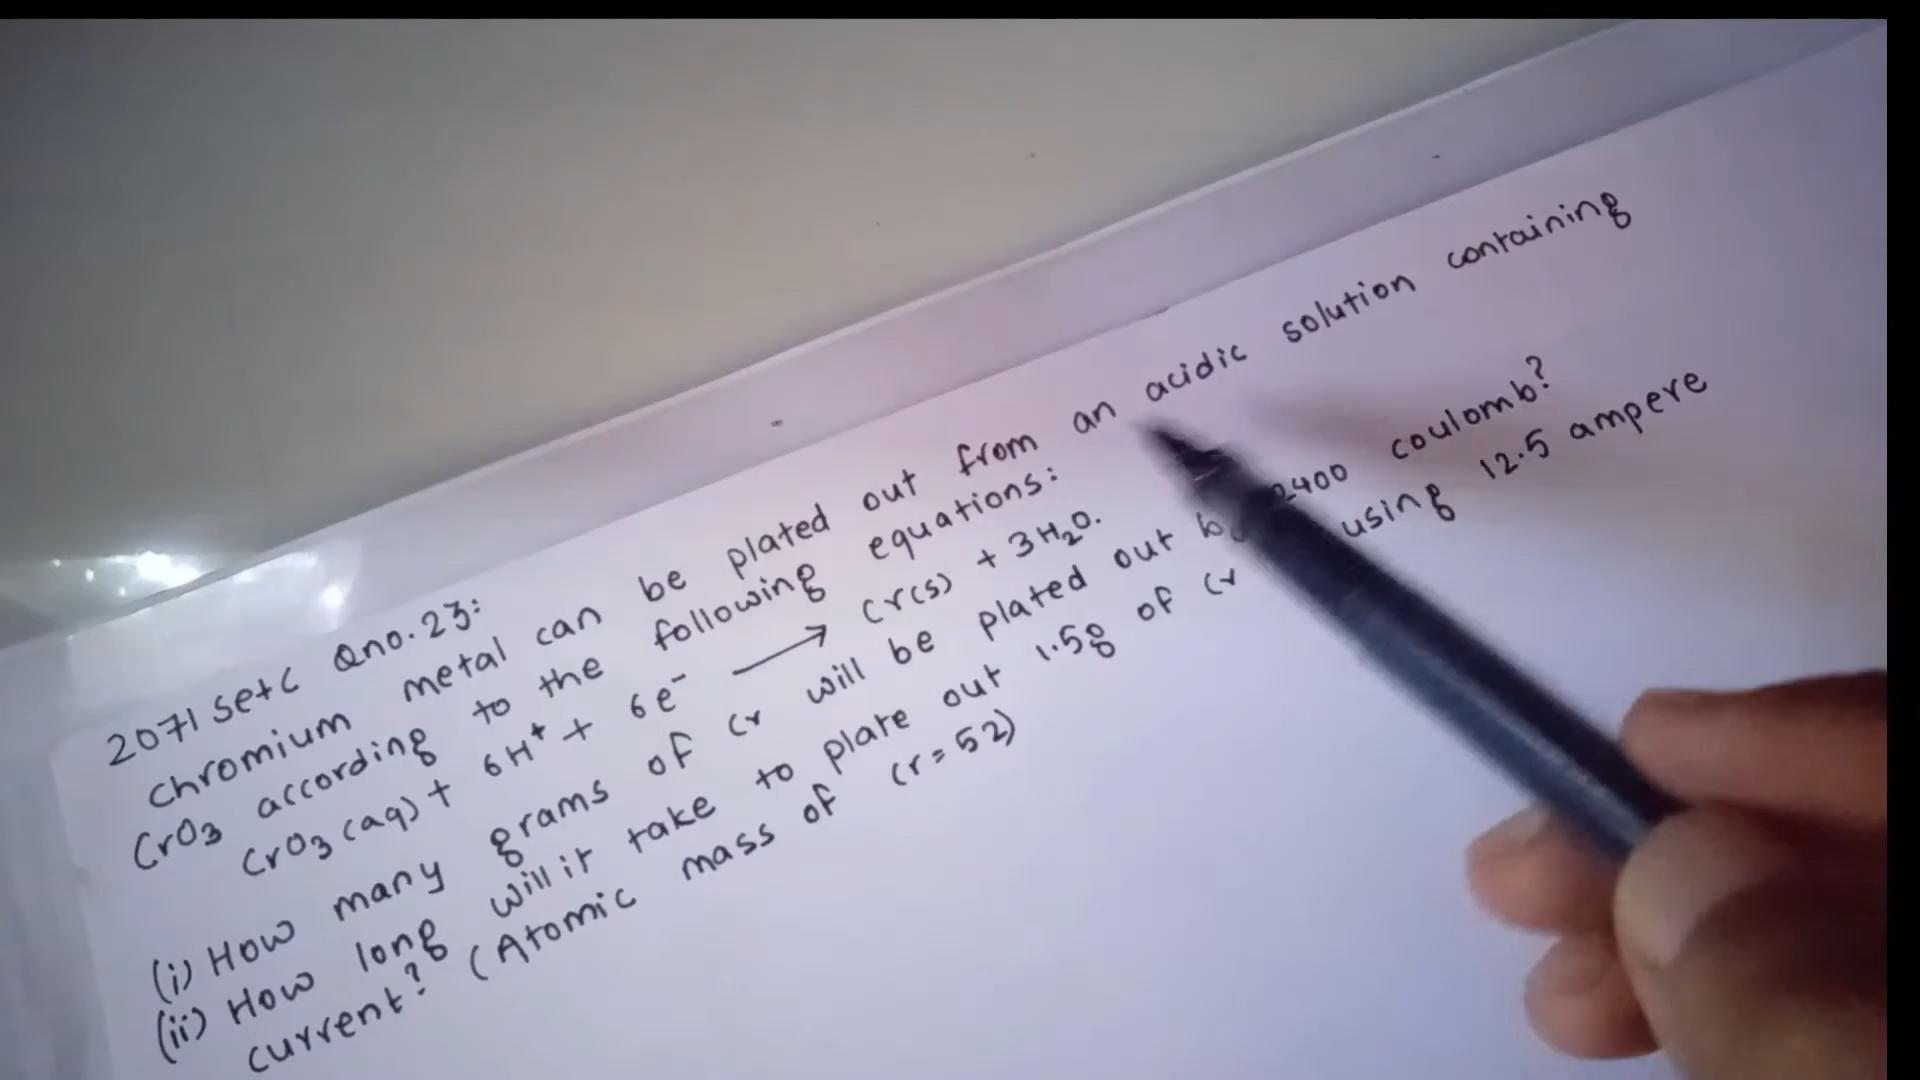 2071 Set C Qno.23:
Chromium metal can be plated out from an acidic solution containing
CrO3 according to the following equations:
CrO3 (aq) + 6H+ + 6e- → Cr(s) + 3H2O.
(i) How many grams of Cr will be plated out 2400 coulomb?
(ii) How long will it take to plate out 1.5g of Cr using 12.5 ampere
current? (Atomic mass of Cr = 52)